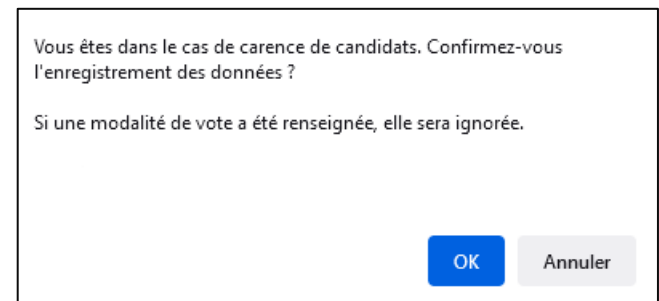 Vous êtes dans le cas de carence de candidats. Confirmez-vous
l'enregistrement des données ?
Si une modalité de vote a été renseignée, elle sera ignorée.
OK
Annuler